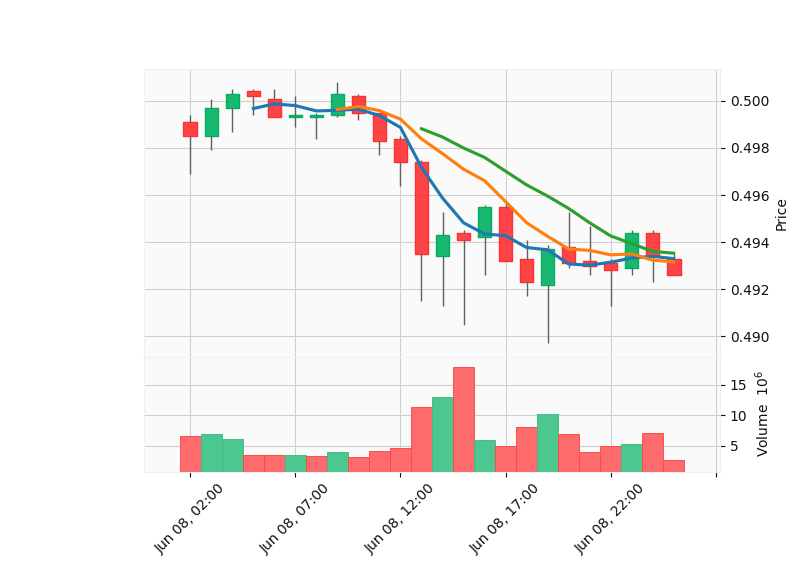 0.500
0.498
0.496
0.494
0.492
0.490
Price
15
10
5
Volume 10^6
Jun 08, 02:00
Jun 08, 07:00
Jun 08, 12:00
Jun 08, 17:00
Jun 08, 22:00